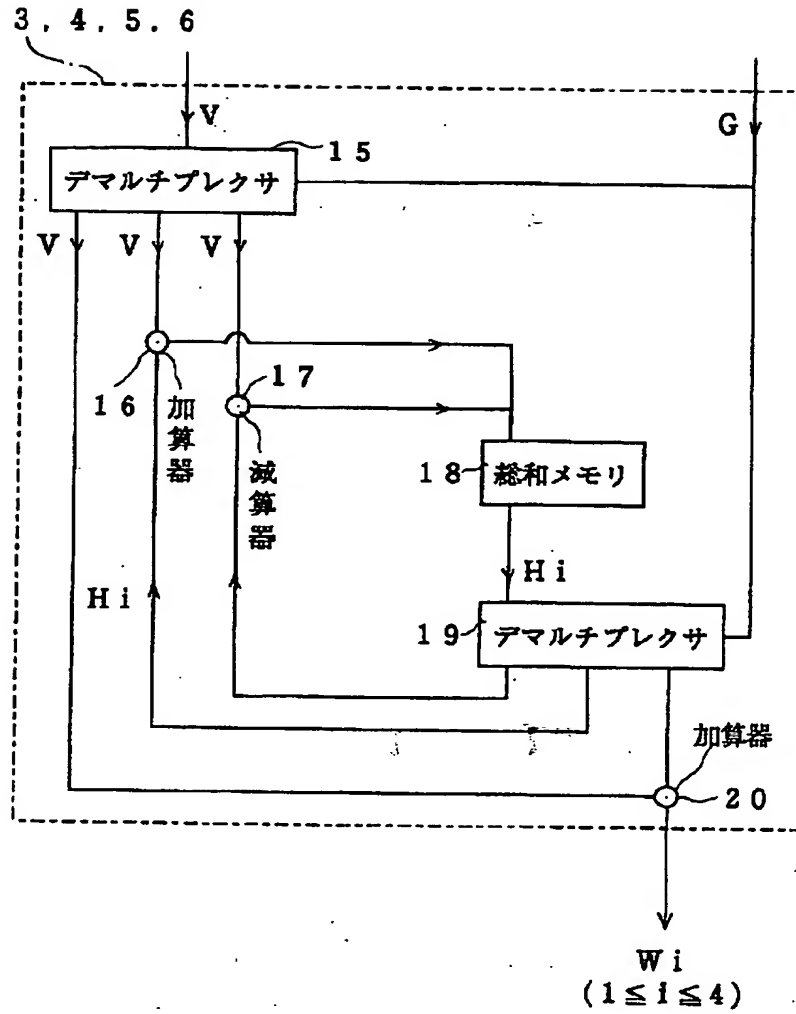 3，4，5．6
V
G
15
デマルチプレクサ
V
V
V
16
加算器
17
減算器
18
総和メモリ
Hi
Hi
19
デマルチプレクサ
加算器
20
Wi
(1≦i≦4)